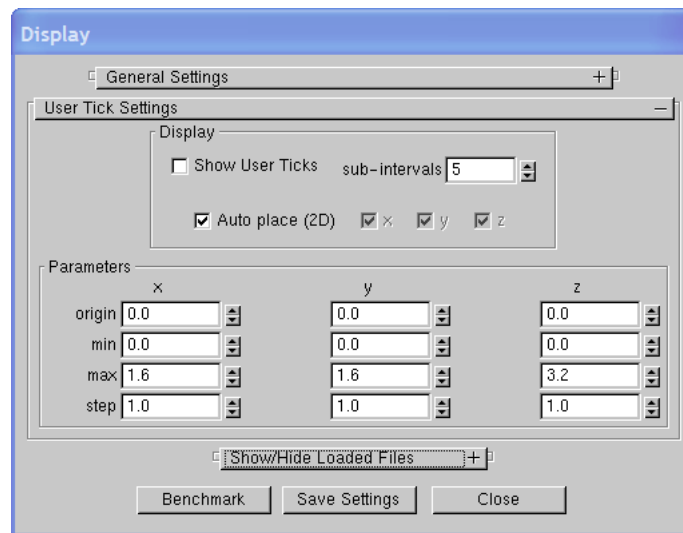 Display
General Settings +
User Tick Settings –
Display
Show User Ticks sub-intervals 5
Auto place (2D) x y z
Parameters
x y z
origin 0.0 0.0 0.0
min 0.0 0.0 0.0
max 1.6 1.6 3.2
step 1.0 1.0 1.0
Show/Hide Loaded Files +
Benchmark Save Settings Close